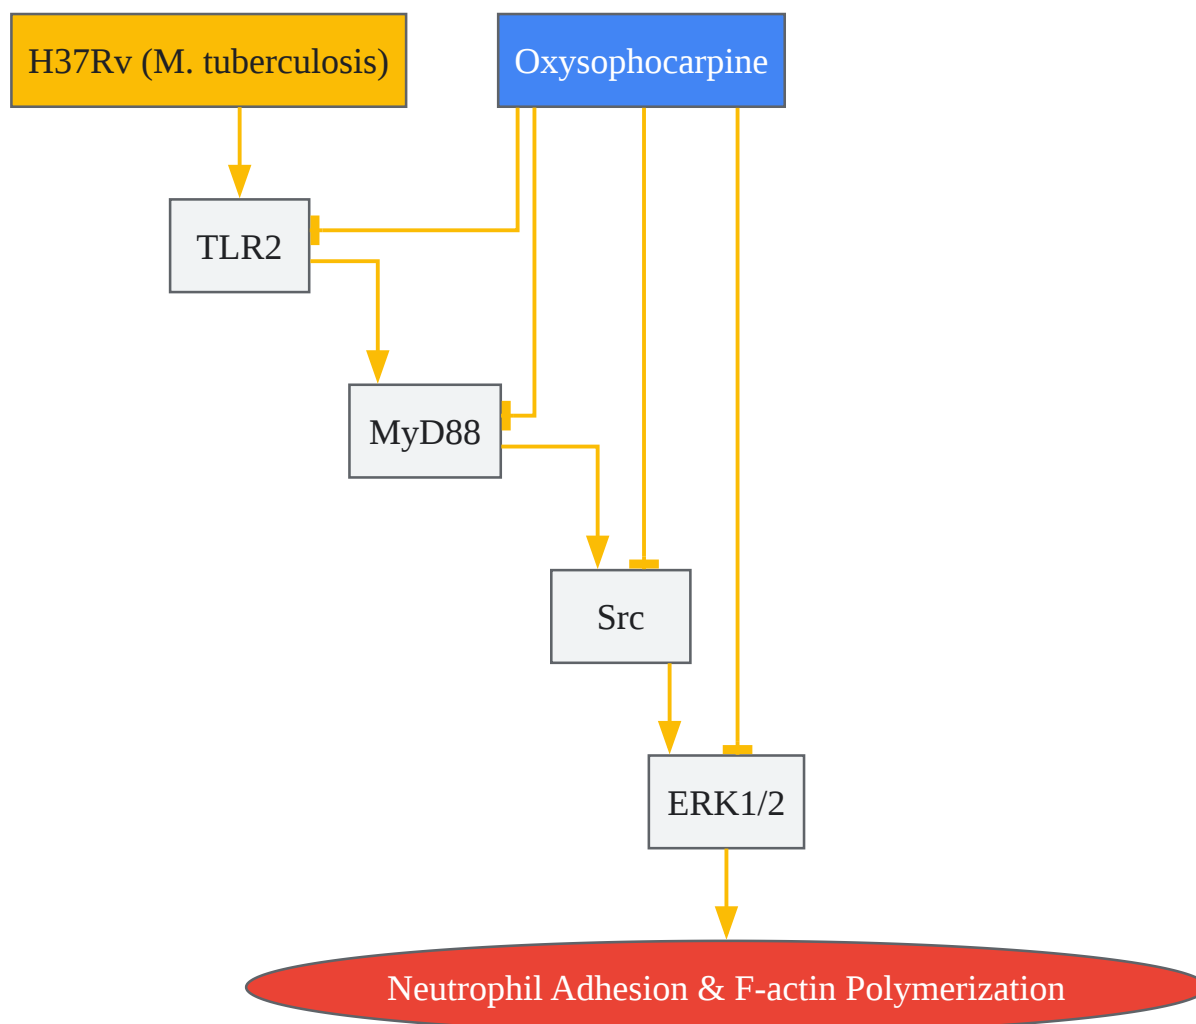 H37Rv (M. tuberculosis)
Oxysophocarpine
TLR2
MyD88
Src
ERK1/2
Neutrophil Adhesion & F-actin Polymerization